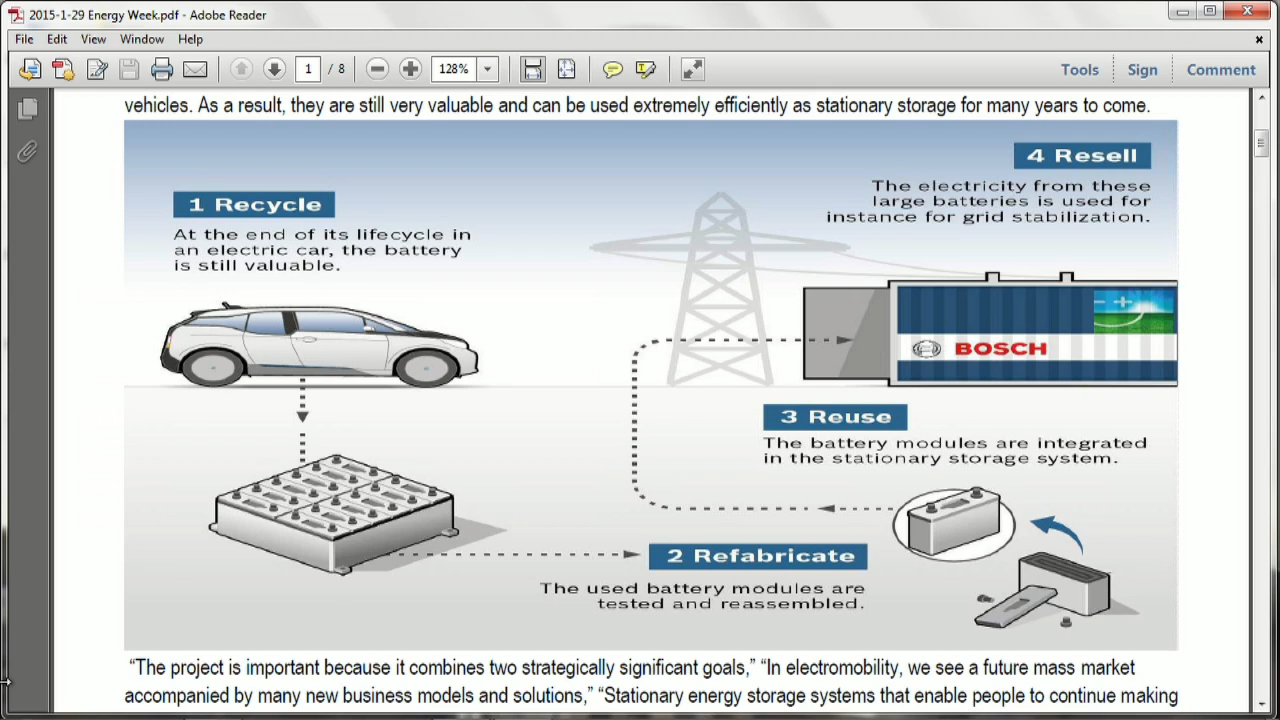 2015-1-29 Energy Week.pdf - Adobe Reader
File Edit View Window Help
1 / 8 128% Tools Sign Comment
vehicles. As a result, they are still very valuable and can be used extremely efficiently as stationary storage for many years to come.
4 Resell
The electricity from these
large batteries is used for
instance for grid stabilization.
1 Recycle
At the end of its lifecycle in
an electric car, the battery
is still valuable.
BOSCH
3 Reuse
The battery modules are integrated
in the stationary storage system.
2 Refabricate
The used battery modules are
tested and reassembled.
“The project is important because it combines two strategically significant goals,” “In electromobility, we see a future mass market
accompanied by many new business models and solutions,” “Stationary energy storage systems that enable people to continue making